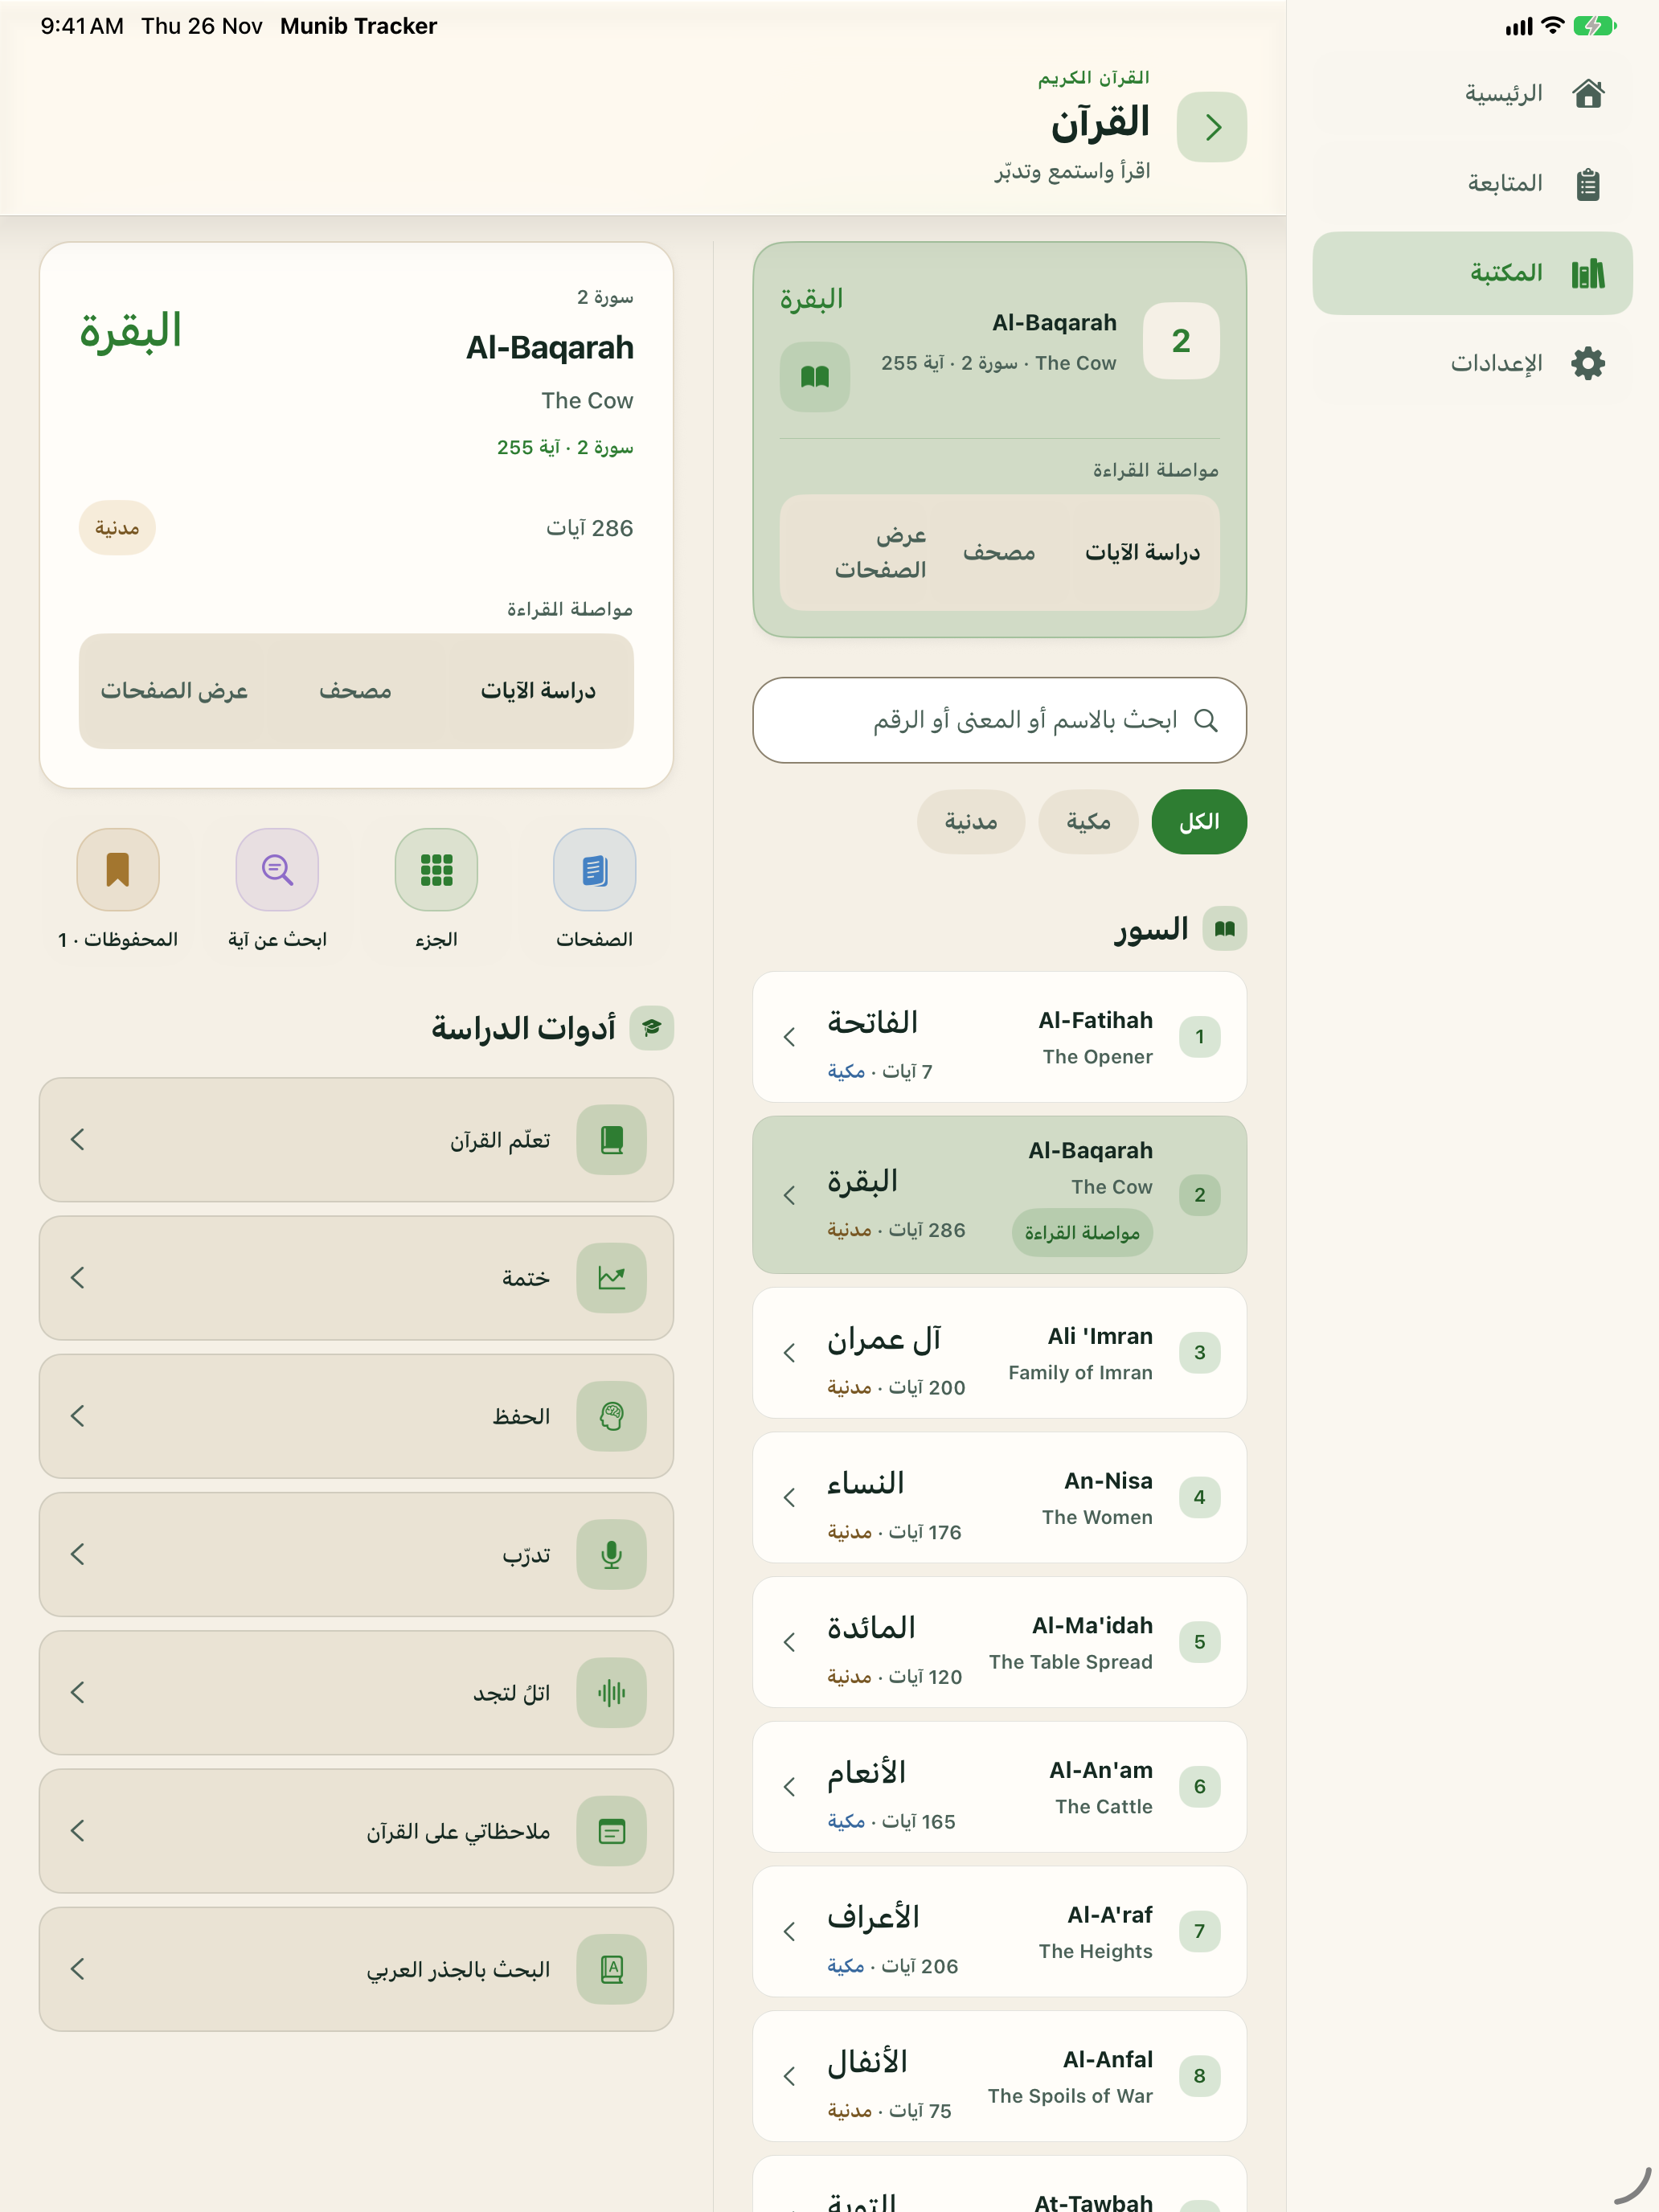 9:41 AM Thu 26 Nov Munib Tracker
الرئيسية
المتابعة
المكتبة
الإعدادات
القرآن الكريم
القرآن
اقرأ واستمع وتدبّر
2
Al-Baqarah
The Cow · سورة 2 · آية 255
البقرة
مواصلة القراءة
دراسة الآيات
مصحف
عرض
الصفحات
ابحث بالاسم أو المعنى أو الرقم
الكل
مكية
مدنية
السور
1
Al-Fatihah
The Opener
الفاتحة
7 آيات · مكية
2
Al-Baqarah
The Cow
مواصلة القراءة
البقرة
286 آيات · مدنية
3
Ali 'Imran
Family of Imran
آل عمران
200 آيات · مدنية
4
An-Nisa
The Women
النساء
176 آيات · مدنية
5
Al-Ma'idah
The Table Spread
المائدة
120 آيات · مدنية
6
Al-An'am
The Cattle
الأنعام
165 آيات · مكية
7
Al-A'raf
The Heights
الأعراف
206 آيات · مكية
8
Al-Anfal
The Spoils of War
الأنفال
75 آيات · مدنية
At-Tawbah
التوبة
سورة 2
Al-Baqarah
The Cow
سورة 2 · آية 255
البقرة
286 آيات
مدنية
مواصلة القراءة
دراسة الآيات
مصحف
عرض الصفحات
الصفحات
الجزء
ابحث عن آية
المحفوظات · 1
أدوات الدراسة
تعلّم القرآن
ختمة
الحفظ
تدرّب
اتلُ لتجد
ملاحظاتي على القرآن
البحث بالجذر العربي